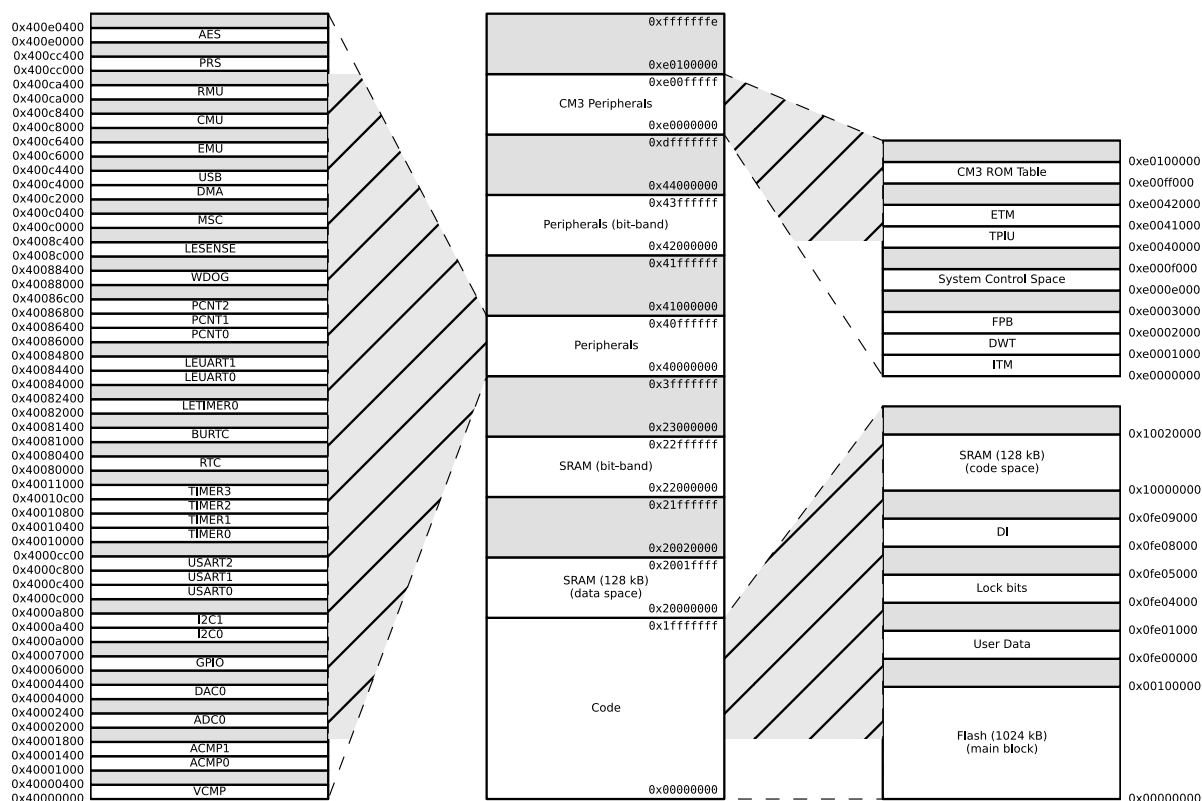 0x400e0400
AES
0x400e0000
0x400cc400
PRS
0x400cc000
0x400ca400
RMU
0x400ca000
0x400c8400
CMU
0x400c8000
0x400c6400
EMU
0x400c6000
0x400c4400
USB
0x400c4000
DMA
0x400c2000
0x400c0400
MSC
0x400c0000
0x4008c400
LESENSE
0x4008c000
0x40088400
WDOG
0x40088000
0x40086c00
PCNT2
0x40086800
PCNT1
0x40086400
PCNT0
0x40086000
0x40084800
LEUART1
0x40084400
LEUART0
0x40084000
0x40082400
LETIMER0
0x40082000
0x40081400
BURTC
0x40081000
0x40080400
RTC
0x40080000
0x40011000
TIMER3
0x40010c00
TIMER2
0x40010800
TIMER1
0x40010400
TIMER0
0x40010000
0x4000cc00
USART2
0x4000c800
USART1
0x4000c400
USART0
0x4000c000
0x4000a800
I2C1
0x4000a400
I2C0
0x4000a000
0x40007000
GPIO
0x40006000
0x40004400
DAC0
0x40004000
0x40002400
ADC0
0x40002000
0x40001800
ACMP1
0x40001400
ACMP0
0x40001000
0x40000400
VCMP
0x40000000
0xfffffffe
0xe0100000
0xe00fffff
CM3 Peripherals
0xe0000000
0xdfffffff
0x44000000
0x43ffffff
Peripherals (bit-band)
0x42000000
0x41ffffff
0x41000000
0x40ffffff
Peripherals
0x40000000
0x3fffffff
0x23000000
0x22ffffff
SRAM (bit-band)
0x22000000
0x21ffffff
0x20020000
0x2001ffff
SRAM (128 kB)
(data space)
0x20000000
0x1fffffff
Code
0x00000000
0xe0100000
CM3 ROM Table
0xe00ff000
0xe0042000
ETM
0xe0041000
TPIU
0xe0040000
0xe000f000
System Control Space
0xe000e000
0xe0003000
FPB
0xe0002000
DWT
0xe0001000
ITM
0xe0000000
0x10020000
SRAM (128 kB)
(code space)
0x10000000
0x0fe09000
DI
0x0fe08000
0x0fe05000
Lock bits
0x0fe04000
0x0fe01000
User Data
0x0fe00000
0x00100000
Flash (1024 kB)
(main block)
0x00000000